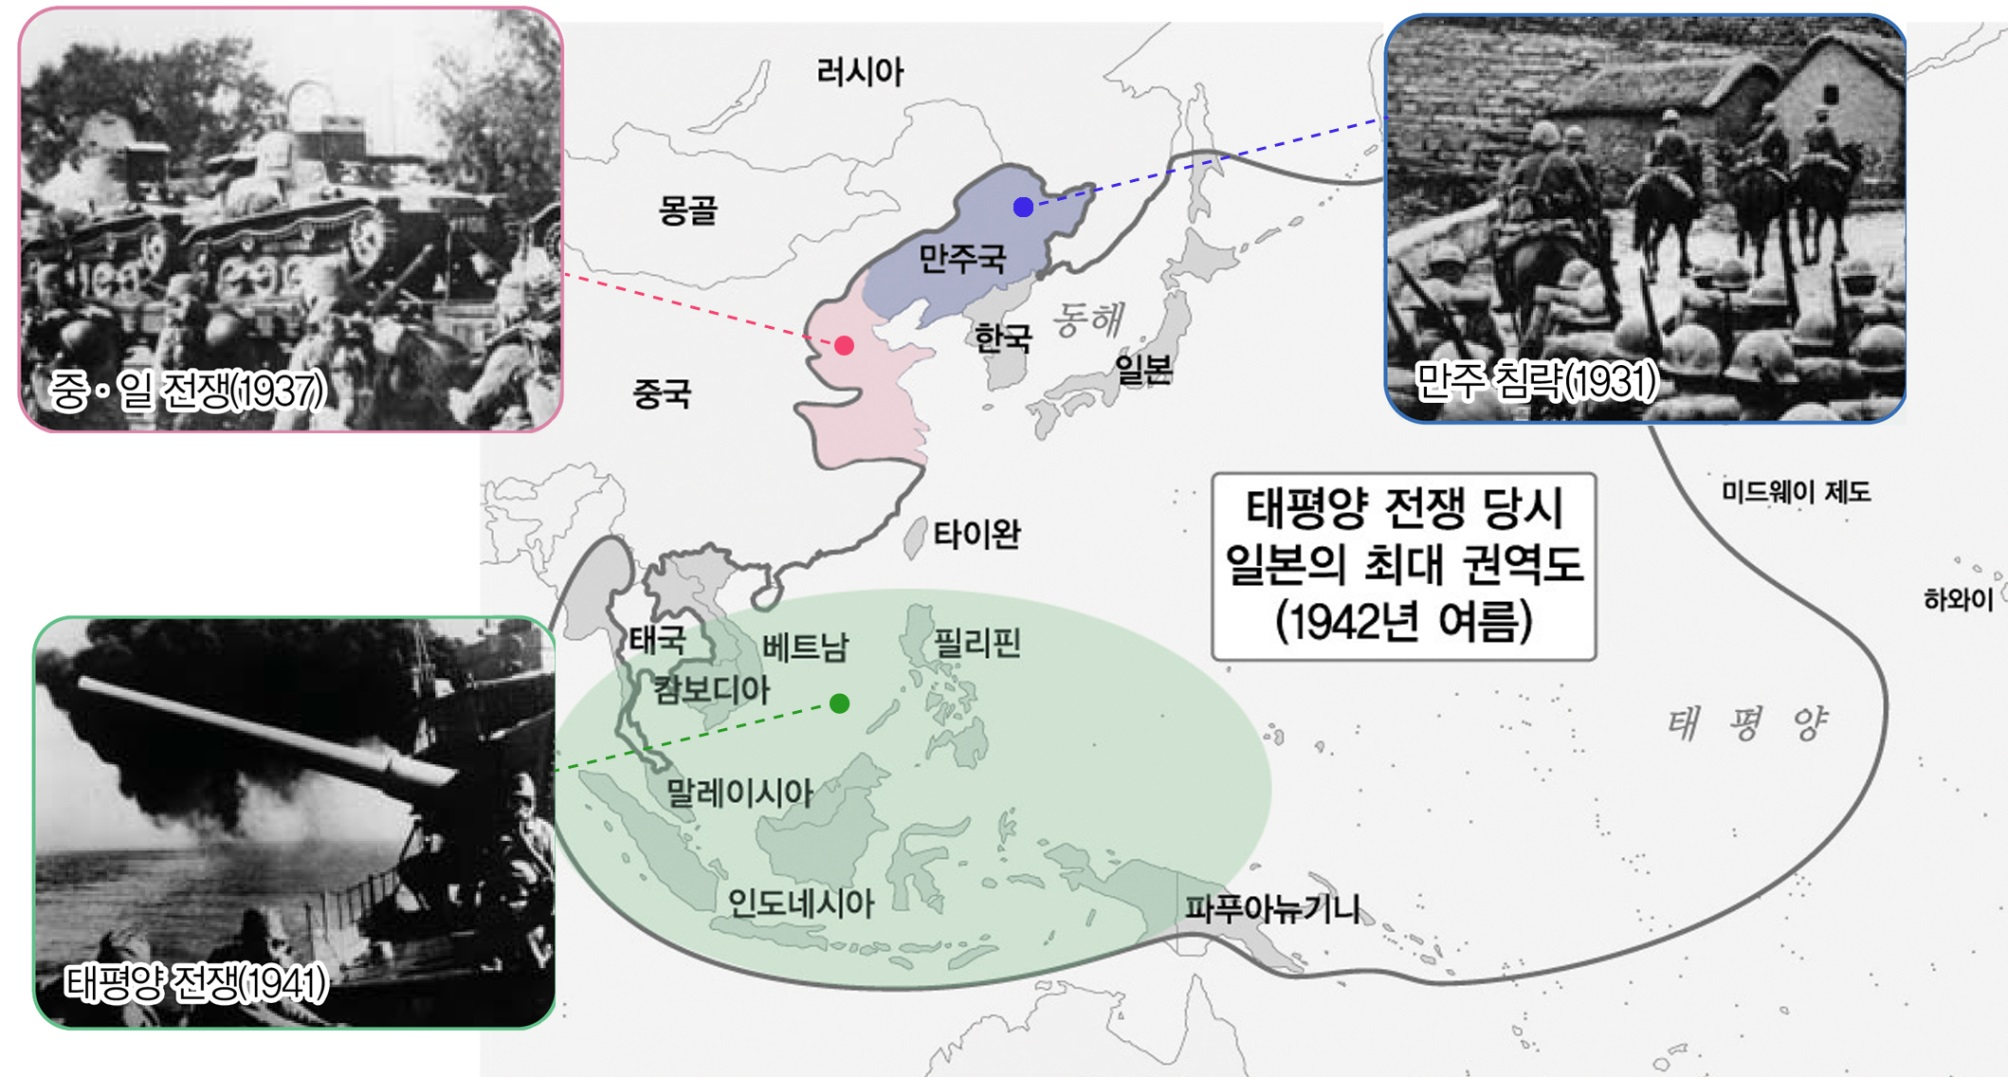 러시아
몽골
만주국
동해
한국
일본
중·일 전쟁(1937)
만주 침략(1931)
중국
미드웨이 제도
태평양 전쟁 당시
일본의 최대 권역도
(1942년 여름)
타이완
하와이
태국
베트남
필리핀
캄보디아
태 평 양
말레이시아
인도네시아
파푸아뉴기니
태평양 전쟁(1941)